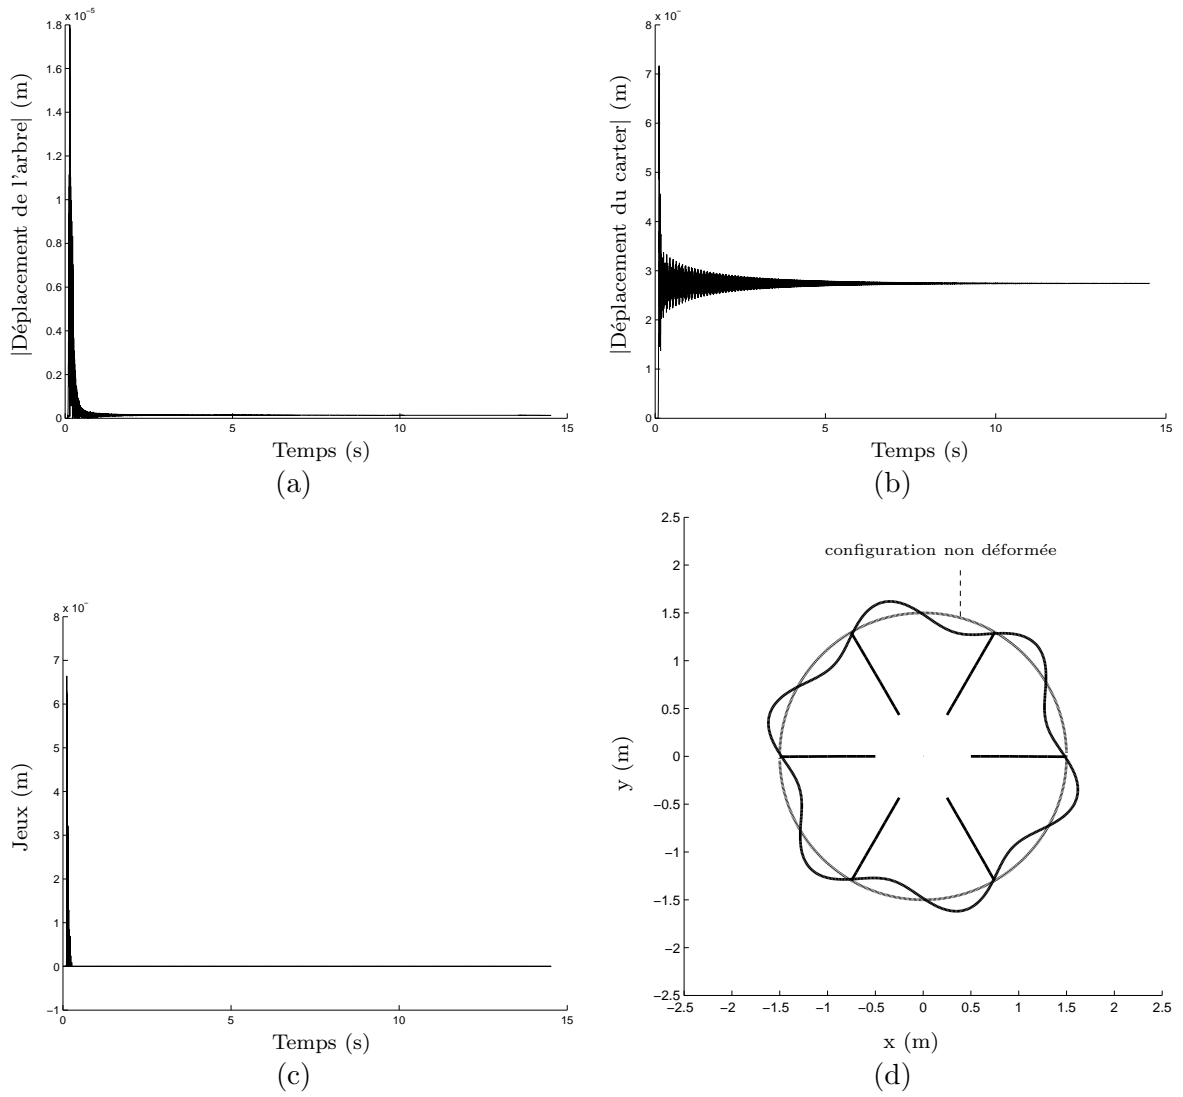 x 10⁻⁵
1.8
1.6
1.4
1.2
1
0.8
0.6
0.4
0.2
0
0 5 10 15
|Déplacement de l'arbre| (m)
Temps (s)
(a)
x 10⁻
8
7
6
5
4
3
2
1
0
0 5 10 15
|Déplacement du carter| (m)
Temps (s)
(b)
x 10⁻
8
7
6
5
4
3
2
1
0
−1
0 5 10 15
Jeux (m)
Temps (s)
(c)
2.5
2
1.5
1
0.5
0
−0.5
−1
−1.5
−2
−2.5
−2.5 −2 −1.5 −1 −0.5 0 0.5 1 1.5 2 2.5
configuration non déformée
y (m)
x (m)
(d)